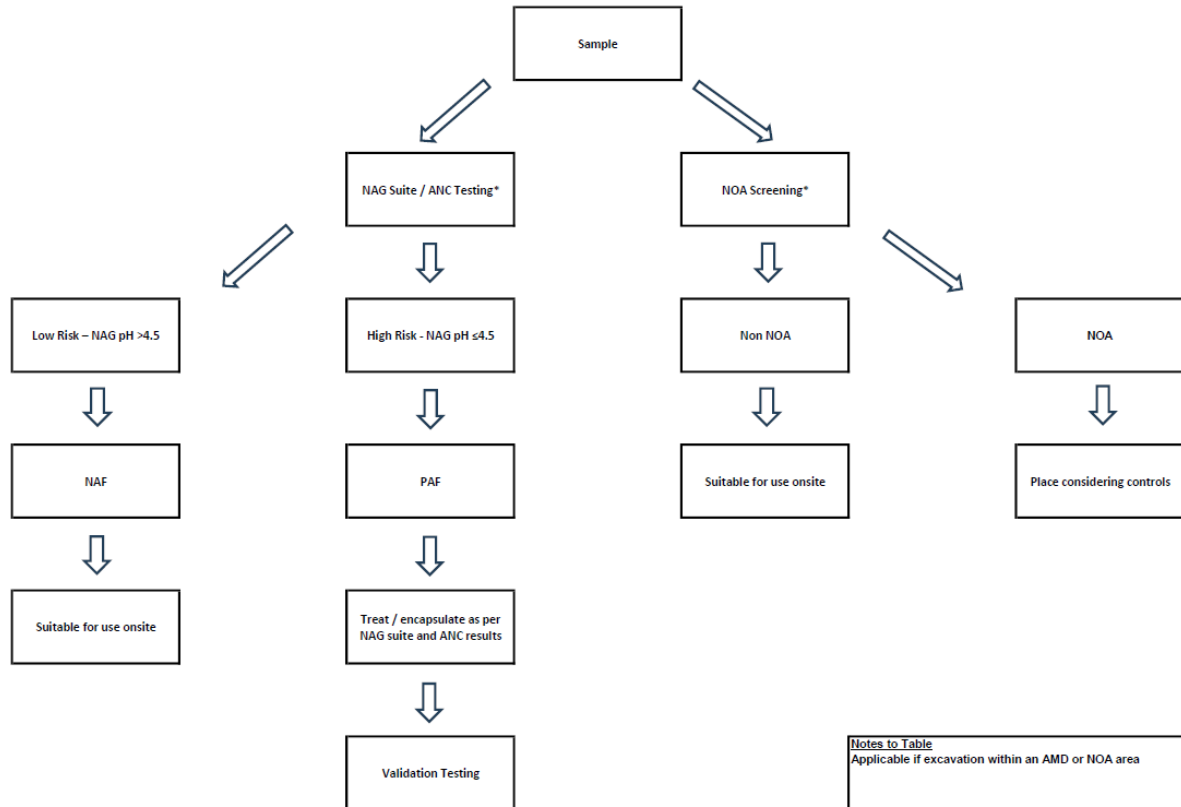 Sample
NAG Suite / ANC Testing*
NOA Screening*
Low Risk – NAG pH >4.5
High Risk - NAG pH ≤4.5
Non NOA
NOA
NAF
PAF
Suitable for use onsite
Place considering controls
Suitable for use onsite
Treat / encapsulate as per
NAG suite and ANC results
Validation Testing
Notes to Table
Applicable if excavation within an AMD or NOA area